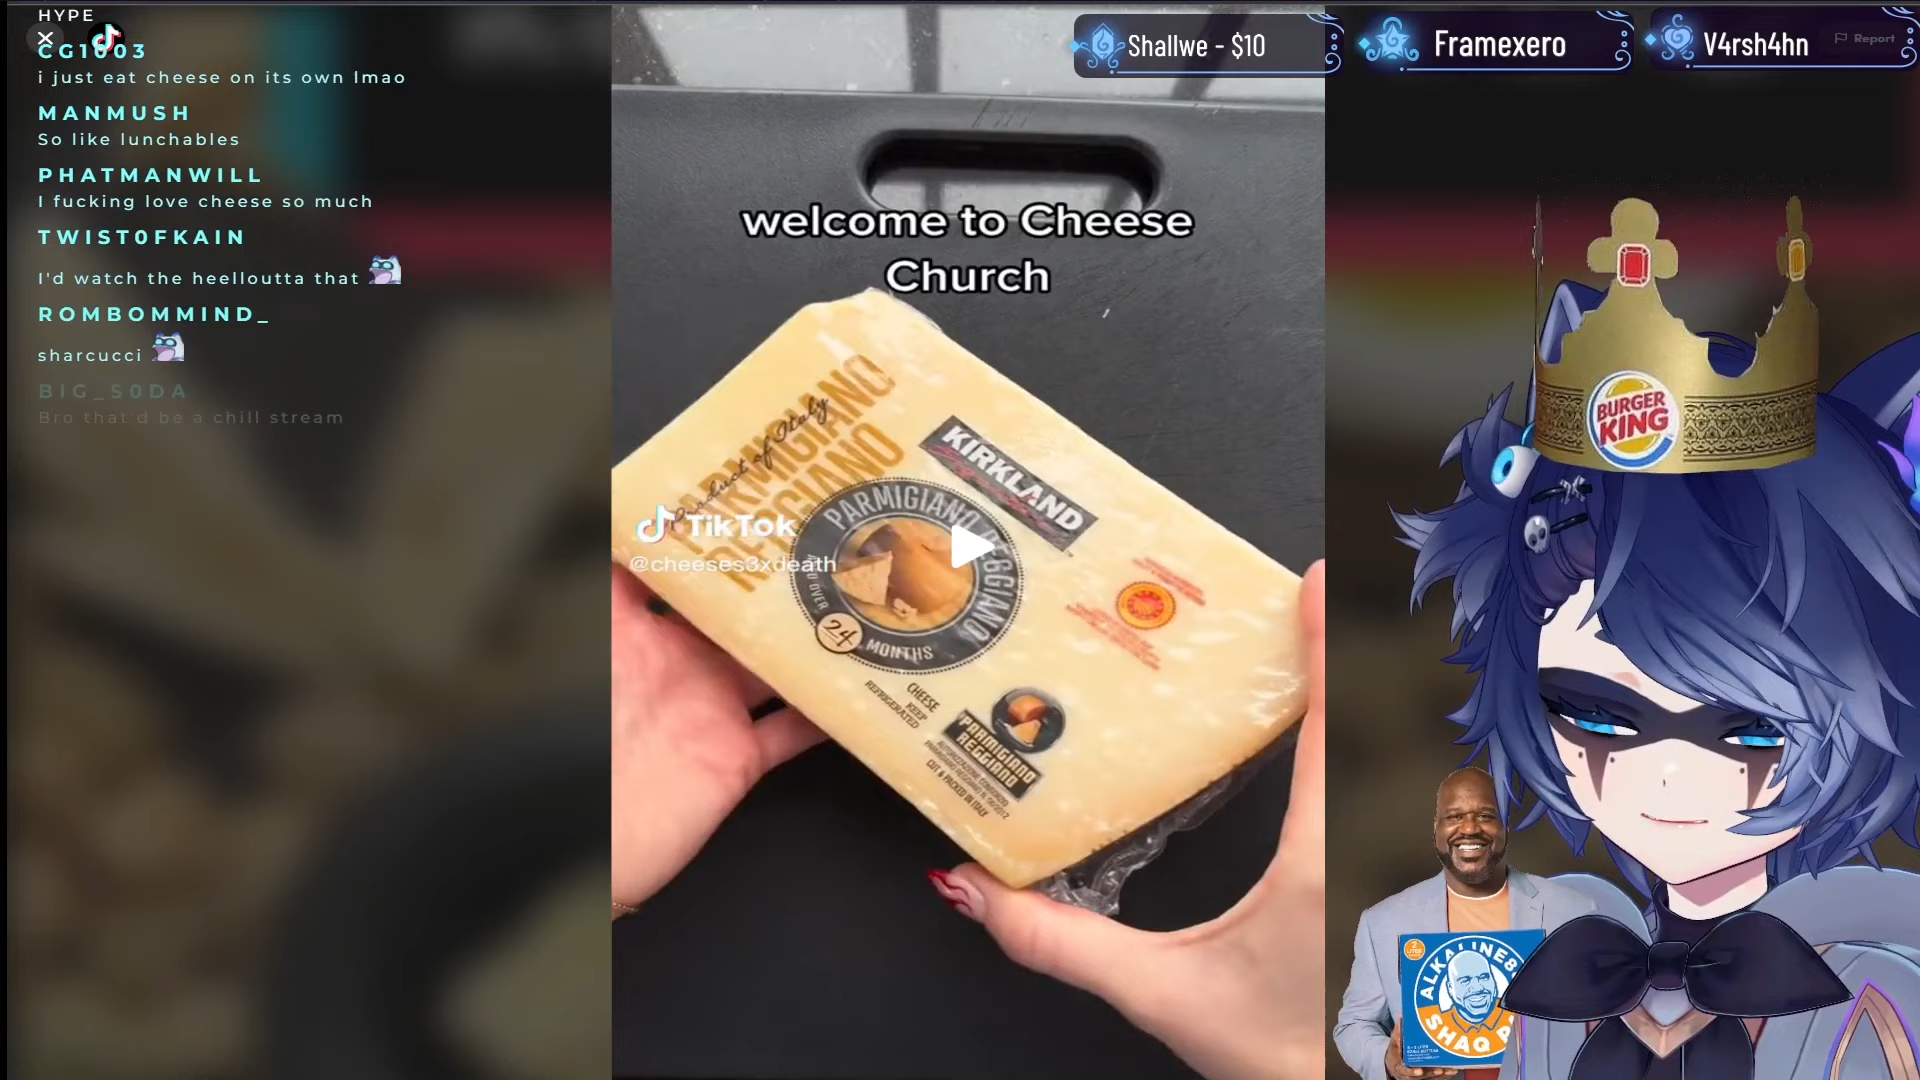 HYPE
CG1003
i just eat cheese on its own lmao
MANMUSH
So like lunchables
PHATMANWILL
I fucking love cheese so much
TWIST0FKAIN
I'd watch the heelloutta that
ROMBOMMIND_
sharcucci
BIG_S0DA
Bro that'd be a chill stream
Shallwe - $10
Framexero
V4rsh4hn
Report
welcome to Cheese
Church
PARMIGIANO
REGGIANO
Product of Italy
KIRKLAND
Signature
PARMIGIANO REGGIANO
AGED OVER
24
MONTHS
TikTok
@cheeses3xdeath
CHEESE
KEEP
REFRIGERATED
PARMIGIANO
REGGIANO
CUT & PACKED IN ITALY
BURGER
KING
ALKALINE88
SHAQ